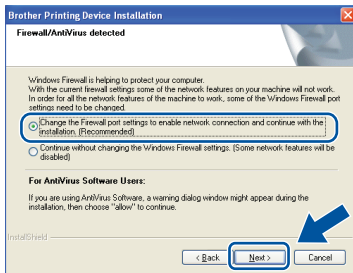 Brother Printing Device Installation
Firewall/AntiVirus detected
Windows Firewall is helping to protect your computer.
With the current firewall settings some of the network features on your machine will not work.
In order for all the network features of the machine to work, some of the Windows Firewall port
settings need to be changed.
Change the Firewall port settings to enable network connection and continue with the
installation. (Recommended)
Continue without changing the Windows Firewall settings. (Some network features will be
disabled)
For AntiVirus Software Users:
If you are using AntiVirus Software, a warning dialog window might appear during the
installation, then choose "allow" to continue.
InstallShield
< Back
Next >
Cancel